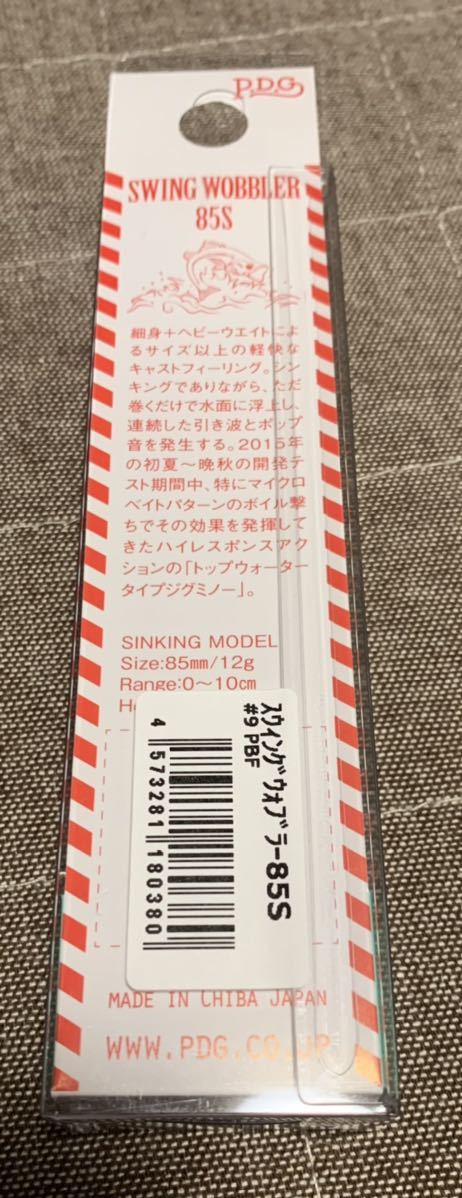 P.D.G
SWING WOBBLER
85S
細身＋ヘビーウエイトによ
るサイズ以上の軽快な
キャストフィーリング。シン
キングでありながら、ただ
巻くだけで水面に浮上し、
連続した引き波とポップ
音を発生する。2015年
の初夏～晩秋の開発テ
スト期間中、特にマイクロ
ベイトパターンのボイル撃
ちでその効果を発揮して
きたハイレスポンスアク
ションの「トップウォーター
タイプジグミノー」。
SINKING MODEL
Size:85mm/12g
Range:0～10cm
ｽｳｨﾝｸﾞｳｫﾌﾞﾗｰ85S
#9 PBF
4 573281 180380
MADE IN CHIBA JAPAN
WWW.PDG.CO.JP